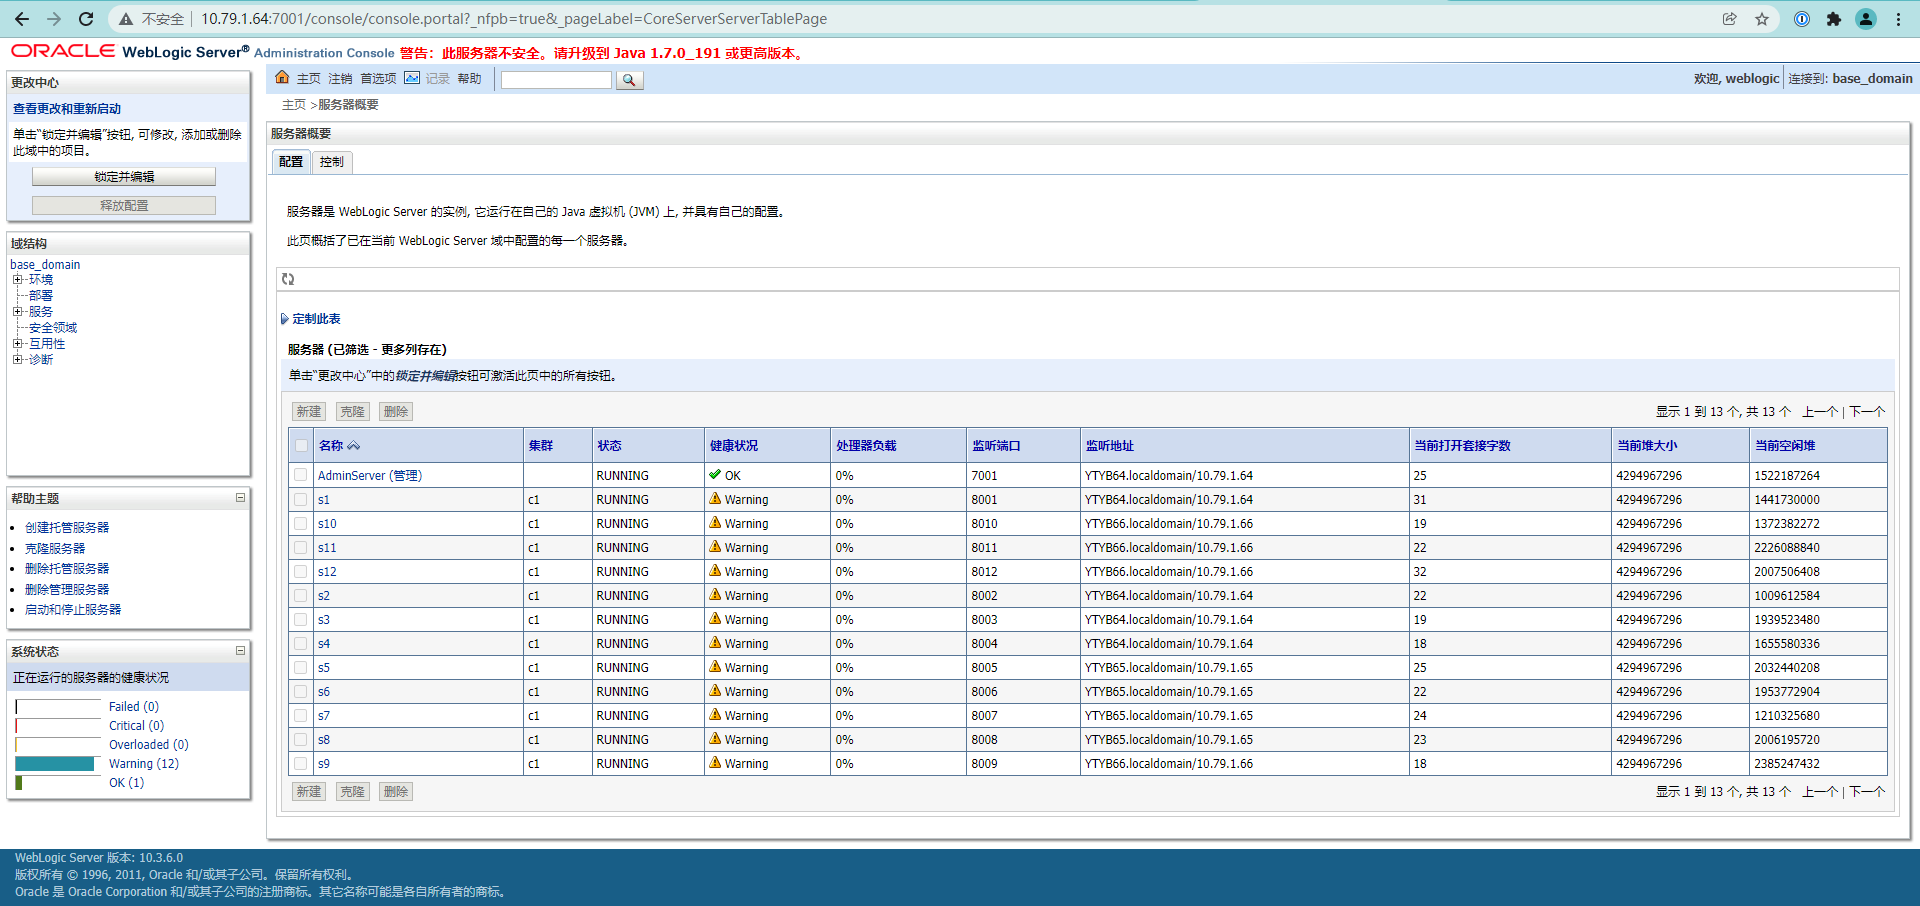 不安全 10.79.1.64:7001/console/console.portal?_nfpb=true&_pageLabel=CoreServerServerTablePage
ORACLE WebLogic Server® Administration Console 警告：此服务器不安全。请升级到 Java 1.7.0_191 或更高版本。
更改中心
查看更改和重新启动
单击“锁定并编辑”按钮, 可修改, 添加或删除
此域中的项目。
锁定并编辑
释放配置
域结构
base_domain
环境
部署
服务
安全领域
互用性
诊断
帮助主题
创建托管服务器
克隆服务器
删除托管服务器
删除管理服务器
启动和停止服务器
系统状态
正在运行的服务器的健康状况
Failed (0)
Critical (0)
Overloaded (0)
Warning (12)
OK (1)
主页 注销 首选项 记录 帮助
欢迎, weblogic 连接到: base_domain
主页 >服务器概要
服务器概要
配置 控制
服务器是 WebLogic Server 的实例, 它运行在自己的 Java 虚拟机 (JVM) 上, 并具有自己的配置。
此页概括了已在当前 WebLogic Server 域中配置的每一个服务器。
定制此表
服务器 (已筛选 - 更多列存在)
单击“更改中心”中的锁定并编辑按钮可激活此页中的所有按钮。
新建 克隆 删除 显示 1 到 13 个, 共 13 个 上一个 | 下一个
名称 集群 状态 健康状况 处理器负载 监听端口 监听地址 当前打开套接字数 当前堆大小 当前空闲堆
AdminServer (管理) RUNNING OK 0% 7001 YTYB64.localdomain/10.79.1.64 25 4294967296 1522187264
s1 c1 RUNNING Warning 0% 8001 YTYB64.localdomain/10.79.1.64 31 4294967296 1441730000
s10 c1 RUNNING Warning 0% 8010 YTYB66.localdomain/10.79.1.66 19 4294967296 1372382272
s11 c1 RUNNING Warning 0% 8011 YTYB66.localdomain/10.79.1.66 22 4294967296 2226088840
s12 c1 RUNNING Warning 0% 8012 YTYB66.localdomain/10.79.1.66 32 4294967296 2007506408
s2 c1 RUNNING Warning 0% 8002 YTYB64.localdomain/10.79.1.64 22 4294967296 1009612584
s3 c1 RUNNING Warning 0% 8003 YTYB64.localdomain/10.79.1.64 19 4294967296 1939523480
s4 c1 RUNNING Warning 0% 8004 YTYB64.localdomain/10.79.1.64 18 4294967296 1655580336
s5 c1 RUNNING Warning 0% 8005 YTYB65.localdomain/10.79.1.65 25 4294967296 2032440208
s6 c1 RUNNING Warning 0% 8006 YTYB65.localdomain/10.79.1.65 22 4294967296 1953772904
s7 c1 RUNNING Warning 0% 8007 YTYB65.localdomain/10.79.1.65 24 4294967296 1210325680
s8 c1 RUNNING Warning 0% 8008 YTYB65.localdomain/10.79.1.65 23 4294967296 2006195720
s9 c1 RUNNING Warning 0% 8009 YTYB66.localdomain/10.79.1.66 18 4294967296 2385247432
新建 克隆 删除 显示 1 到 13 个, 共 13 个 上一个 | 下一个
WebLogic Server 版本: 10.3.6.0
版权所有 © 1996, 2011, Oracle 和/或其子公司。保留所有权利。
Oracle 是 Oracle Corporation 和/或其子公司的注册商标。其它名称可能是各自所有者的商标。